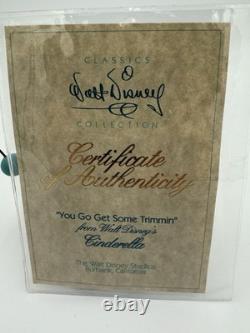 CLASSICS
Walt Disney
COLLECTION
Certificate
of Authenticity
"You Go Get Some Trimmin"
from Walt Disney's
Cinderella
The Walt Disney Studios
Burbank, California
worthpoint